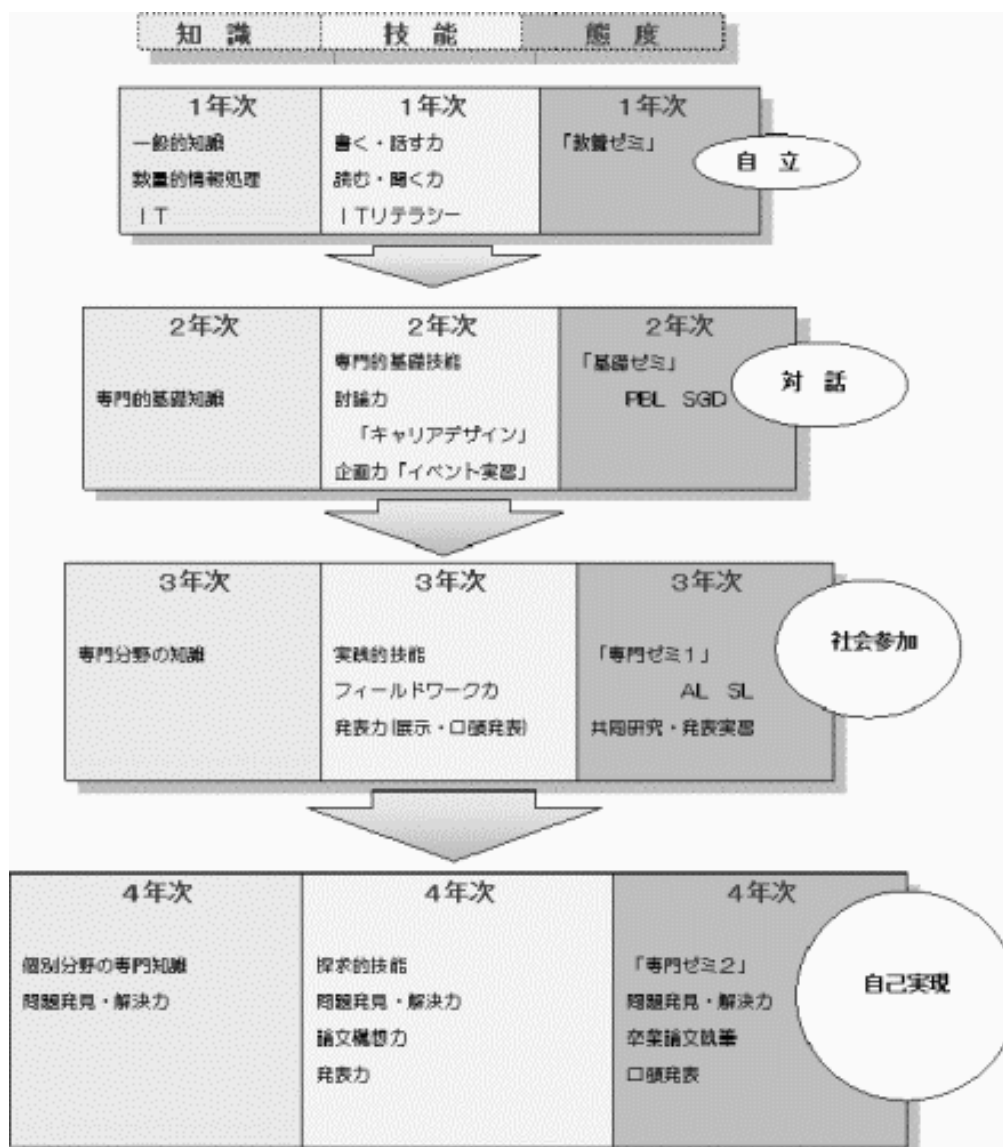 知識 技能 態度
1年次 1年次 1年次
一般的知識 書く・話す力 「教養ゼミ」
数量的情報処理 読む・聞く力
IT ITリテラシー
自立
2年次 2年次 2年次
専門的基礎技能 「基礎ゼミ」
専門的基礎知識 討論力 PBL SGD
「キャリアデザイン」
企画力「イベント実習」
対話
3年次 3年次 3年次
専門分野の知識 実践的技能 「専門ゼミ1」
フィールドワーク力 AL SL
発表力(展示・口頭発表) 共同研究・発表実習
社会参加
4年次 4年次 4年次
個別分野の専門知識 探求的技能 「専門ゼミ2」
問題発見・解決力 問題発見・解決力 問題発見・解決力
論文構想力 卒業論文執筆
発表力 口頭発表
自己実現